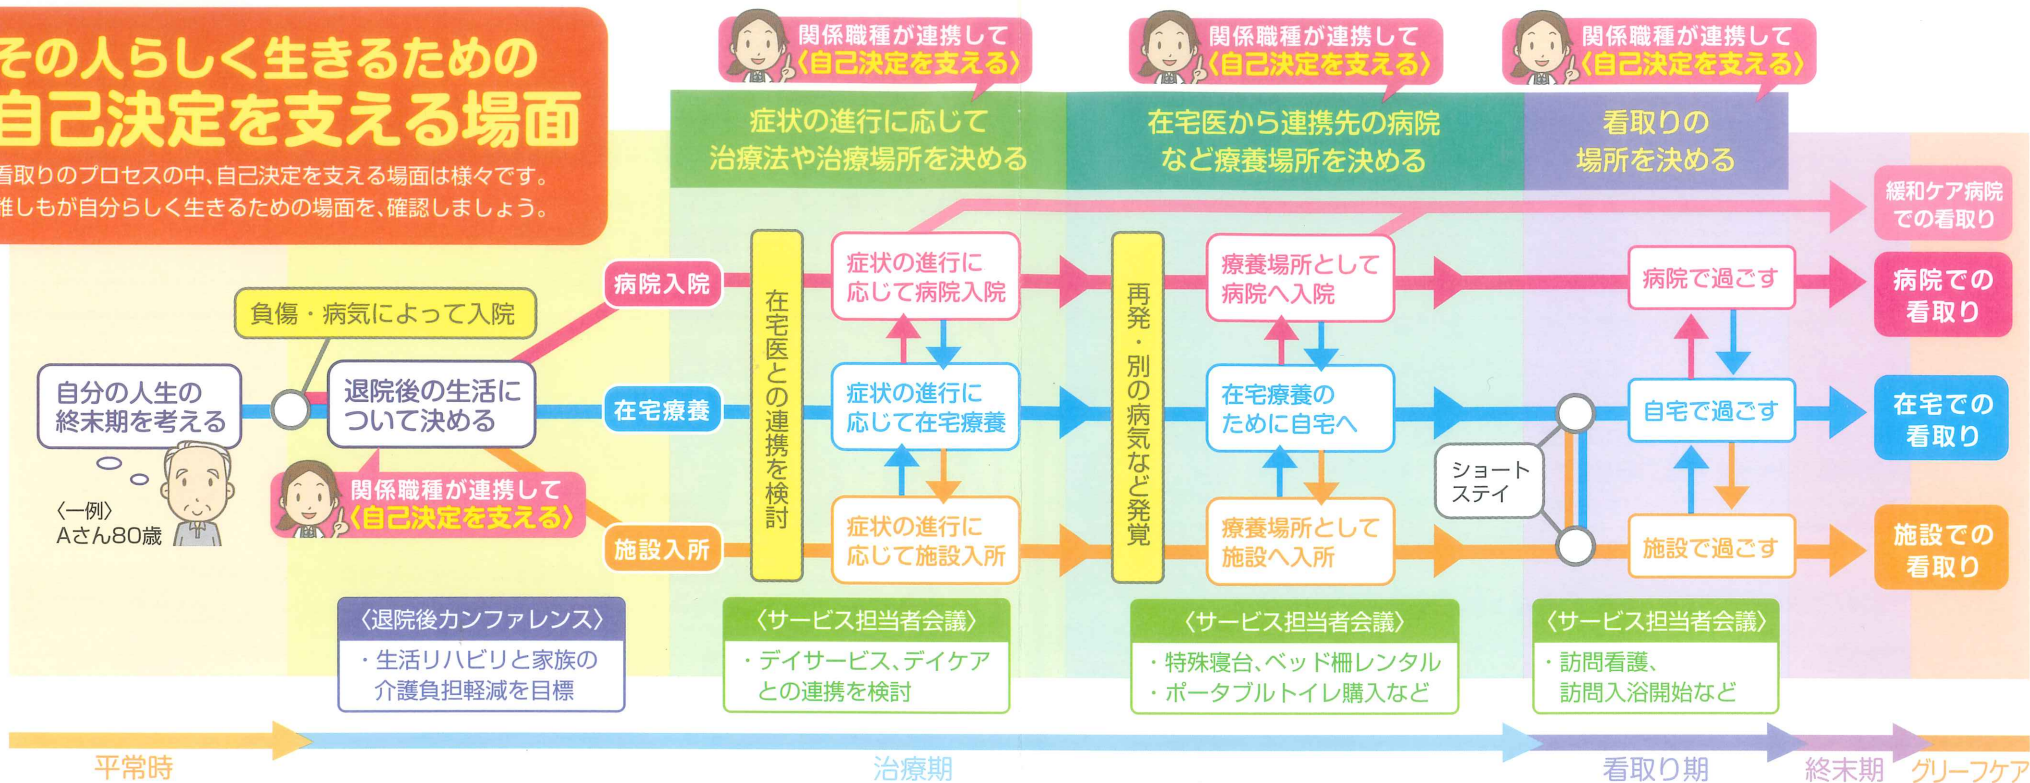 その人らしく生きるための
自己決定を支える場面
看取りのプロセスの中、自己決定を支える場面は様々です。
誰しもが自分らしく生きるための場面を、確認しましょう。
関係職種が連携して
〈自己決定を支える〉
関係職種が連携して
〈自己決定を支える〉
関係職種が連携して
〈自己決定を支える〉
症状の進行に応じて
治療法や治療場所を決める
在宅医から連携先の病院
など療養場所を決める
看取りの
場所を決める
自分の人生の
終末期を考える
〈一例〉
Aさん80歳
負傷・病気によって入院
退院後の生活に
ついて決める
関係職種が連携して
〈自己決定を支える〉
病院入院
在宅療養
施設入所
在宅医との連携を検討
症状の進行に
応じて病院入院
症状の進行に
応じて在宅療養
症状の進行に
応じて施設入所
再発・別の病気など発覚
療養場所として
病院へ入院
在宅療養の
ために自宅へ
療養場所として
施設へ入所
ショート
ステイ
病院で過ごす
自宅で過ごす
施設で過ごす
緩和ケア病院
での看取り
病院での
看取り
在宅での
看取り
施設での
看取り
〈退院後カンファレンス〉
・生活リハビリと家族の
介護負担軽減を目標
〈サービス担当者会議〉
・デイサービス、デイケア
との連携を検討
〈サービス担当者会議〉
・特殊寝台、ベッド柵レンタル
・ポータブルトイレ購入など
〈サービス担当者会議〉
・訪問看護、
訪問入浴開始など
平常時
治療期
看取り期
終末期
グリーフケア